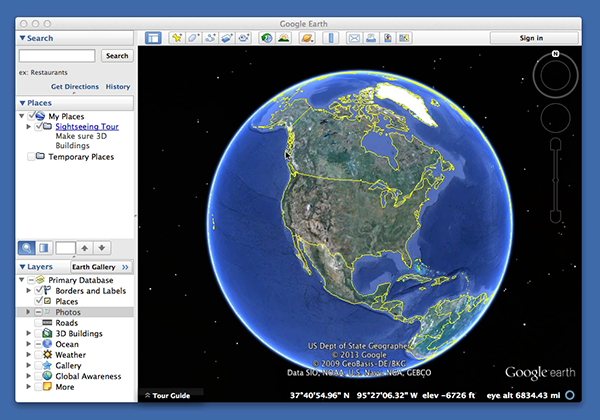 Google Earth
Search
Sign in
Search
ex: Restaurants
Get Directions History
Places
My Places
Sightseeing Tour
Make sure 3D
Buildings
Temporary Places
Layers Earth Gallery >>
Primary Database
Borders and Labels
Places
Photos
Roads
3D Buildings
Ocean
Weather
Gallery
Global Awareness
More
N
US Dept of State Geographer
© 2013 Google
© 2009 GeoBasis-DE/BKG
Data SIO, NOAA, U.S. Navy, NGA, GEBCO
Google earth
Tour Guide
37°40'54.96" N 95°27'06.32" W elev -6726 ft eye alt 6834.43 mi